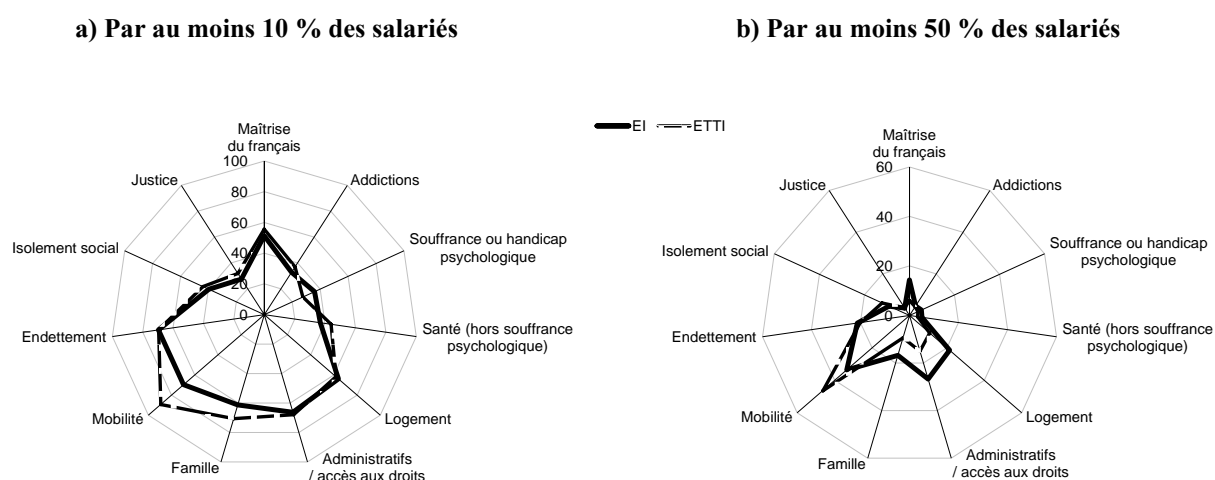 a) Par au moins 10 % des salariés
Maîtrise
du français
100
80
60
40
20
0
Addictions
Souffrance ou handicap
psychologique
Santé (hors souffrance
psychologique)
Logement
Administratifs
/ accès aux droits
Famille
Mobilité
Endettement
Isolement social
Justice
EI
ETTI
b) Par au moins 50 % des salariés
Maîtrise
du français
60
40
20
0
Addictions
Souffrance ou handicap
psychologique
Santé (hors souffrance
psychologique)
Logement
Administratifs
/ accès aux droits
Famille
Mobilité
Endettement
Isolement social
Justice